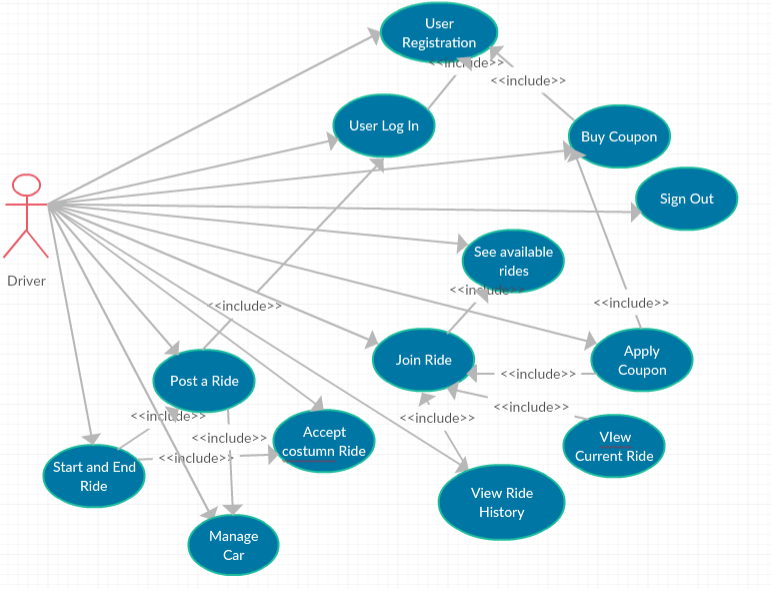 User
Registration
<<include>>
<<include>>
User Log In
Buy Coupon
Sign Out
Driver
See available
rides
<<include>>
<<include>>
<<include>>
Join Ride
Apply
Coupon
<<include>>
Post a Ride
<<include>>
<<include>>
<<include>>
<<include>>
<<include>>
Accept
costumn Ride
VIew
Current Ride
Start and End
Ride
View Ride
History
Manage
Car